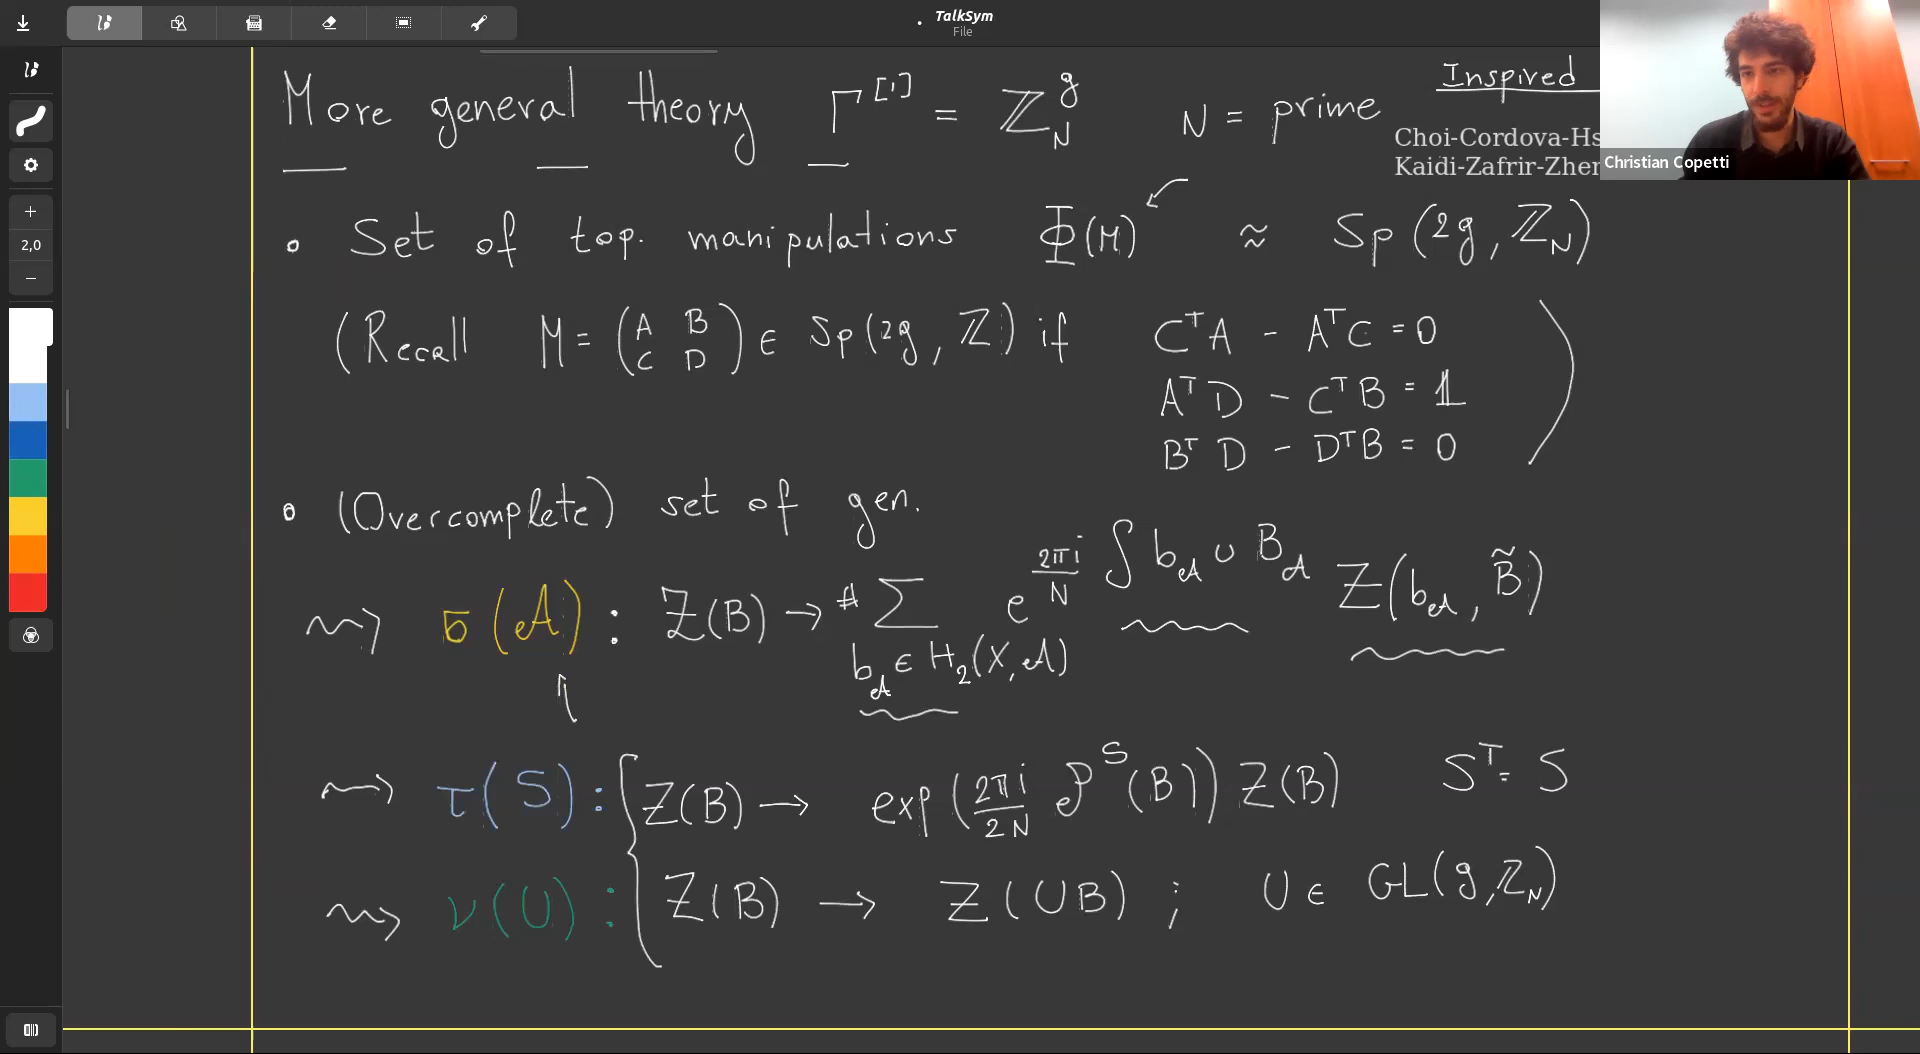 TalkSym
File
Christian Copetti
2,0
More general theory Γ^[1] = ℤ_N^g N = prime
Inspired
Choi-Cordova-Hs
Kaidi-Zafrir-Zhen
• Set of top. manipulations Φ(M) ≈ Sp(2g, ℤ_N)
(Recall M = (A B C D) ∈ Sp(2g, ℤ) if C^T A - A^T C = 0
A^T D - C^T B = 𝟙
B^T D - D^T B = 0 )
• (Overcomplete) set of gen.
⇝ σ(𝒜) : Z(B) → # Σ_{b_𝒜 ∈ H_2(X, 𝒜)} e^{2πi/N ∫ b_𝒜 ∪ B_𝒜} Z(b_𝒜, B̃)
⇝ τ(S) : { Z(B) → exp(2πi/2N 𝒫^S(B)) Z(B) S^T = S
⇝ ν(U) : Z(B) → Z(UB) ; U ∈ GL(g, ℤ_N)